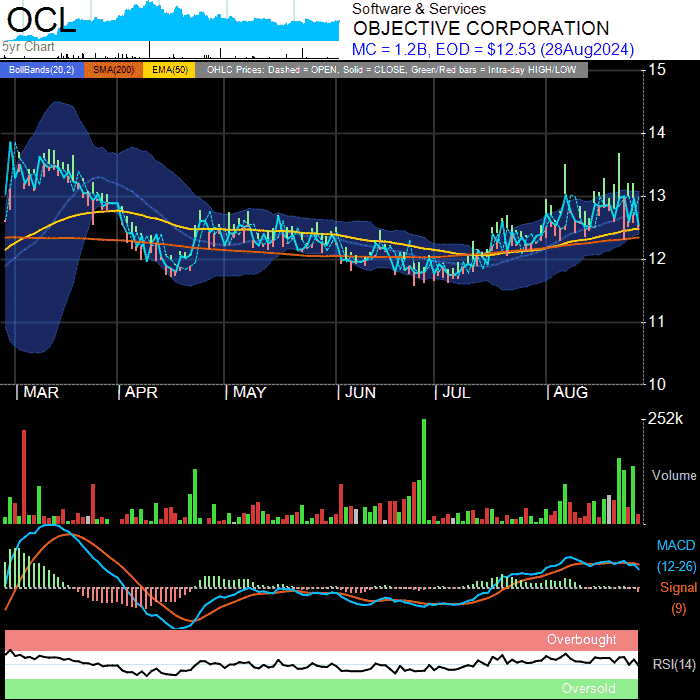 OCL
5yr Chart
Software & Services
OBJECTIVE CORPORATION
MC = 1.2B, EOD = $12.53 (28Aug2024)
BollBands(20,2) SMA(200) EMA(50) OHLC Prices: Dashed = OPEN, Solid = CLOSE, Green/Red bars = Intra-day HIGH/LOW
15
14
13
12
11
10
MAR APR MAY JUN JUL AUG
252k
Volume
MACD
(12-26)
Signal
(9)
Overbought
RSI(14)
Oversold